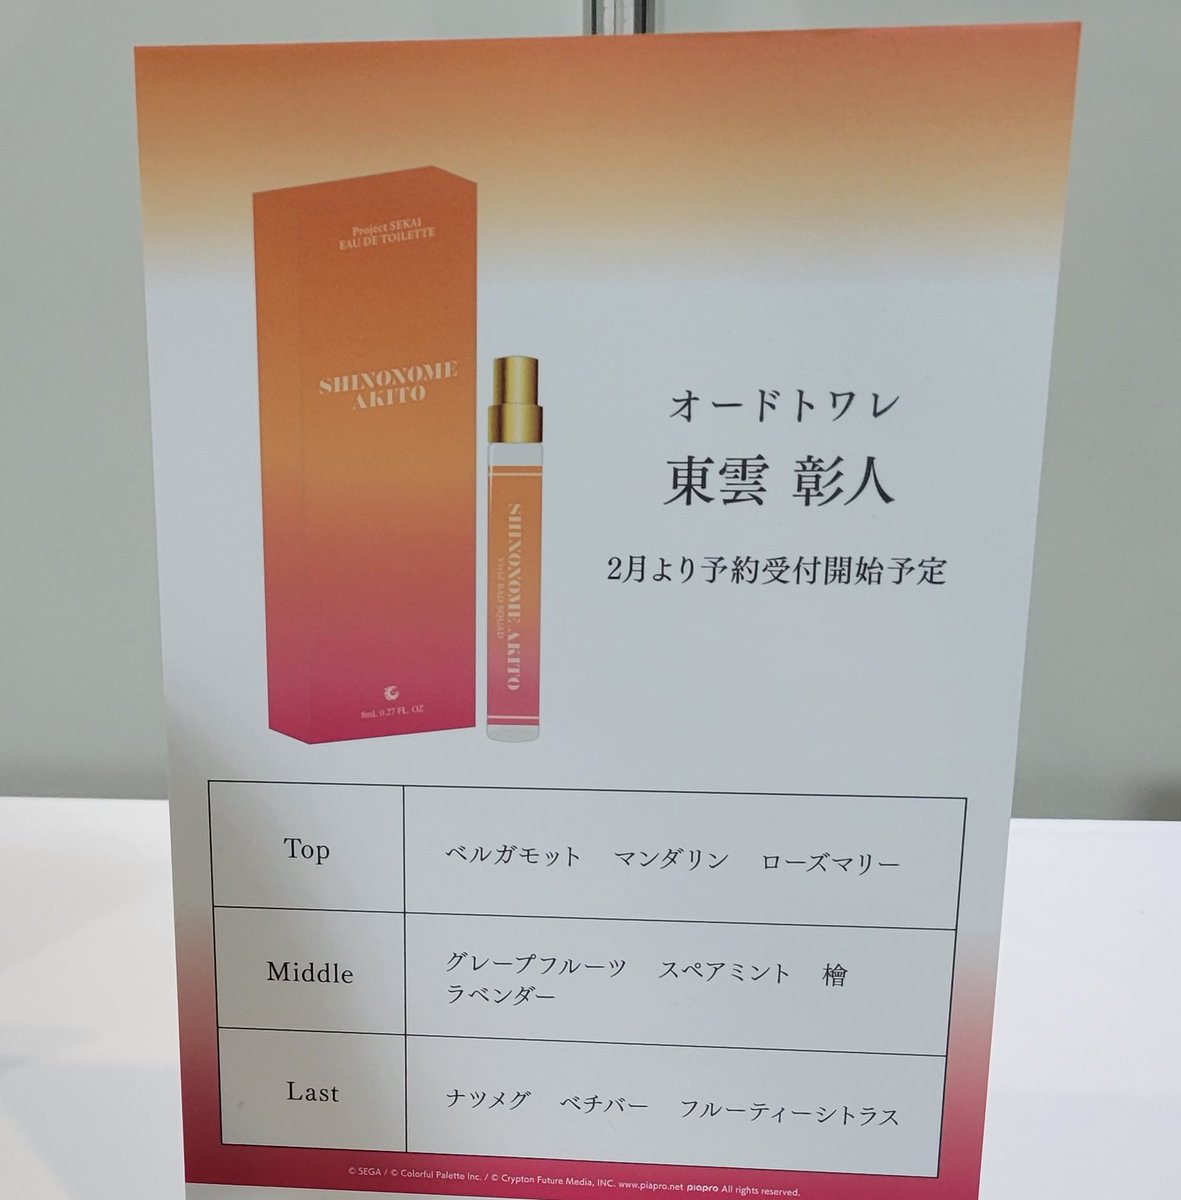 Project SEKAI
EAU DE TOILETTE
SHINONOME
AKITO
8mL 0.27 FL. OZ
SHINONOME AKITO
Vivid BAD SQUAD
オードトワレ
東雲 彰人
2月より予約受付開始予定
Top
ベルガモット マンダリン ローズマリー
Middle
グレープフルーツ スペアミント 檜
ラベンダー
Last
ナツメグ ベチバー フルーティーシトラス
© SEGA / © Colorful Palette Inc. / © Crypton Future Media, INC. www.piapro.net piapro All rights reserved.